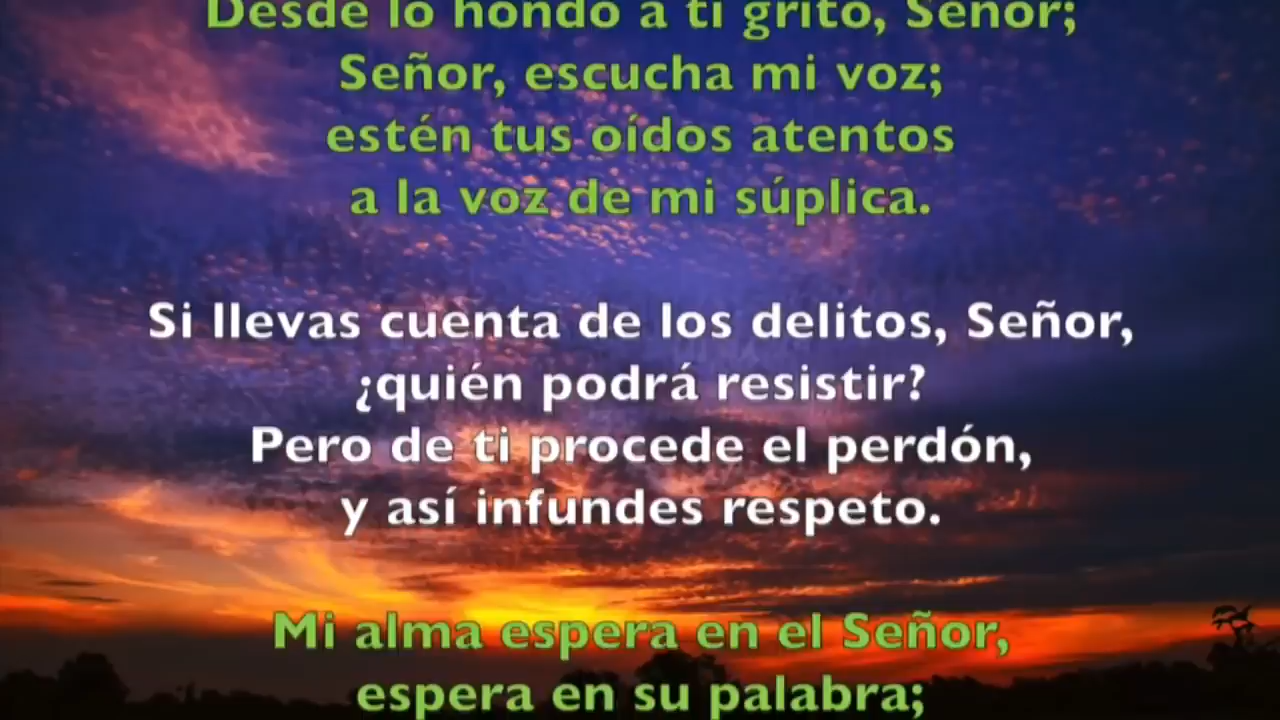 Desde lo hondo a ti grito, Señor;
Señor, escucha mi voz;
estén tus oídos atentos
a la voz de mi súplica.
Si llevas cuenta de los delitos, Señor,
¿quién podrá resistir?
Pero de ti procede el perdón,
y así infundes respeto.
Mi alma espera en el Señor,
espera en su palabra;